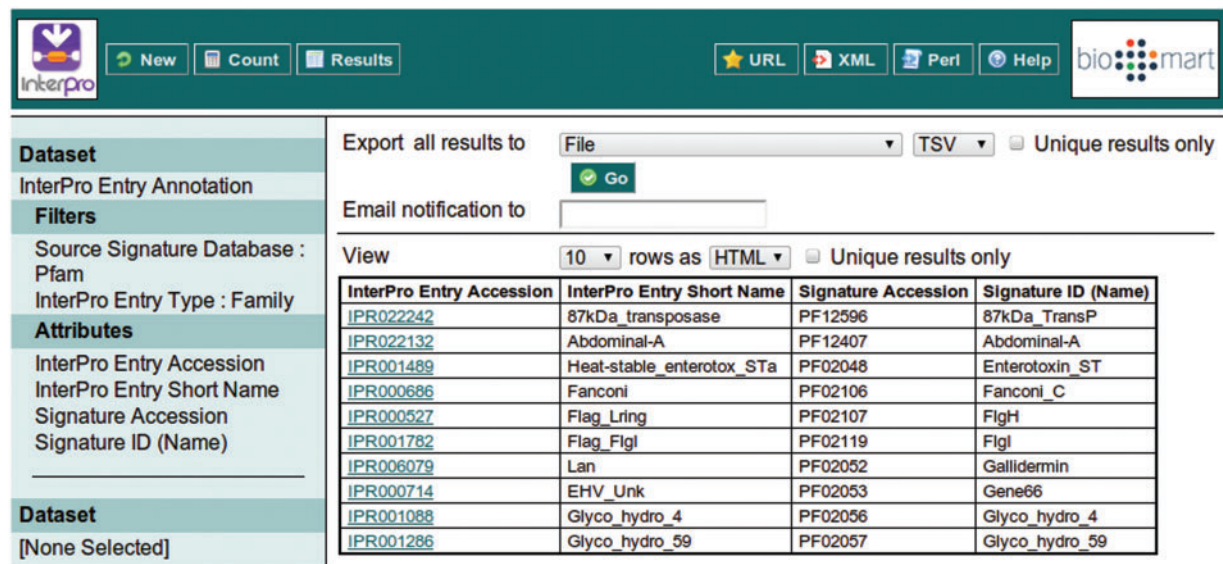 interpro
New
Count
Results
URL
XML
Perl
Help
bio mart
Dataset
InterPro Entry Annotation
Filters
Source Signature Database :
Pfam
InterPro Entry Type : Family
Attributes
InterPro Entry Accession
InterPro Entry Short Name
Signature Accession
Signature ID (Name)
Dataset
[None Selected]
Export all results to File TSV Unique results only
Go
Email notification to
View 10 rows as HTML Unique results only
InterPro Entry Accession InterPro Entry Short Name Signature Accession Signature ID (Name)
IPR022242 87kDa_transposase PF12596 87kDa_TransP
IPR022132 Abdominal-A PF12407 Abdominal-A
IPR001489 Heat-stable_enterotox_STa PF02048 Enterotoxin_ST
IPR000686 Fanconi PF02106 Fanconi_C
IPR000527 Flag_Lring PF02107 FlgH
IPR001782 Flag_FlgI PF02119 FlgI
IPR006079 Lan PF02052 Gallidermin
IPR000714 EHV_Unk PF02053 Gene66
IPR001088 Glyco_hydro_4 PF02056 Glyco_hydro_4
IPR001286 Glyco_hydro_59 PF02057 Glyco_hydro_59